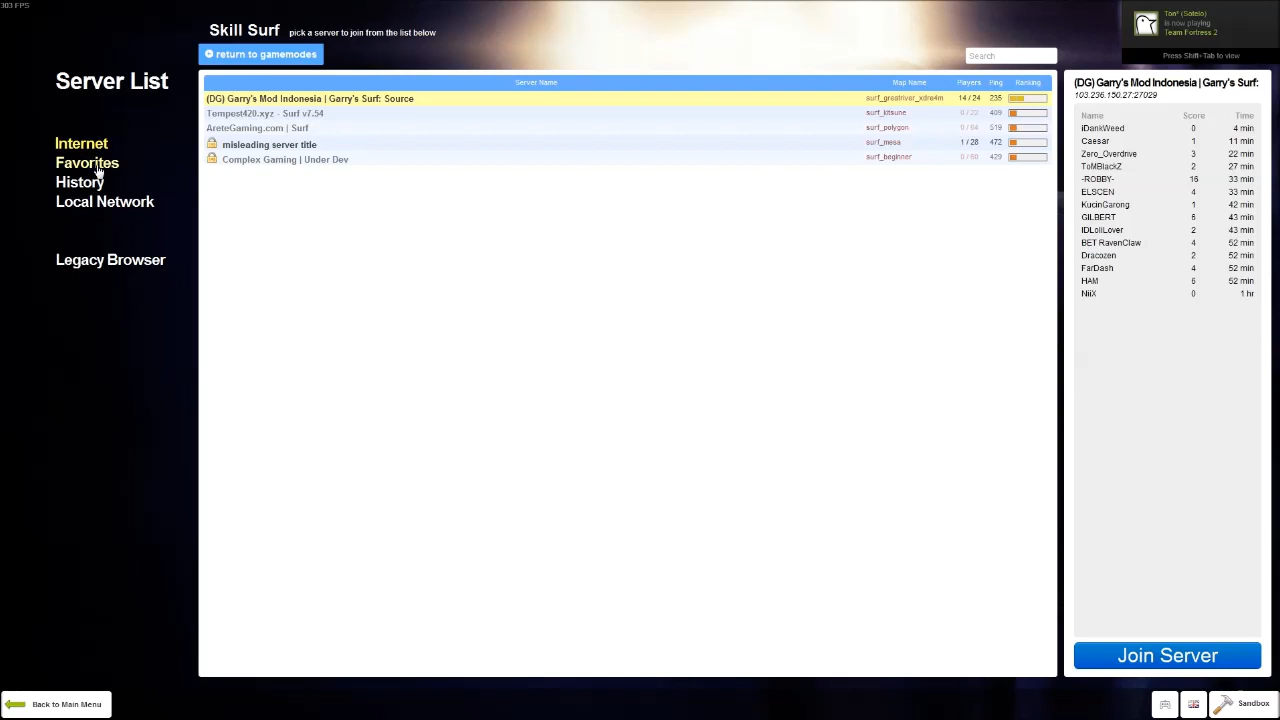 303 FPS
Skill Surf pick a server to join from the list below
Ton² (Sotelo)
is now playing
Team Fortress 2
Press Shift+Tab to view
return to gamemodes
Search
Server List
Internet
Favorites
History
Local Network
Legacy Browser
Server Name Map Name Players Ping Ranking
(DG) Garry's Mod Indonesia | Garry's Surf: Source surf_greatriver_xdre4m 14 / 24 235
Tempest420.xyz - Surf v7.54 surf_kitsune 0 / 22 409
AreteGaming.com | Surf surf_polygon 0 / 64 519
misleading server title surf_mesa 1 / 28 472
Complex Gaming | Under Dev surf_beginner 0 / 60 429
(DG) Garry's Mod Indonesia | Garry's Surf:
103.236.150.27:27029
Name Score Time
iDankWeed 0 4 min
Caesar 1 11 min
Zero_Overdrive 3 22 min
ToMBlackZ 2 27 min
-ROBBY- 16 33 min
ELSCEN 4 33 min
KucinGarong 1 42 min
GILBERT 6 43 min
IDLoliLover 2 43 min
BET RavenClaw 4 52 min
Dracozen 2 52 min
FarDash 4 52 min
HAM 6 52 min
NiiX 0 1 hr
Join Server
Back to Main Menu
Sandbox